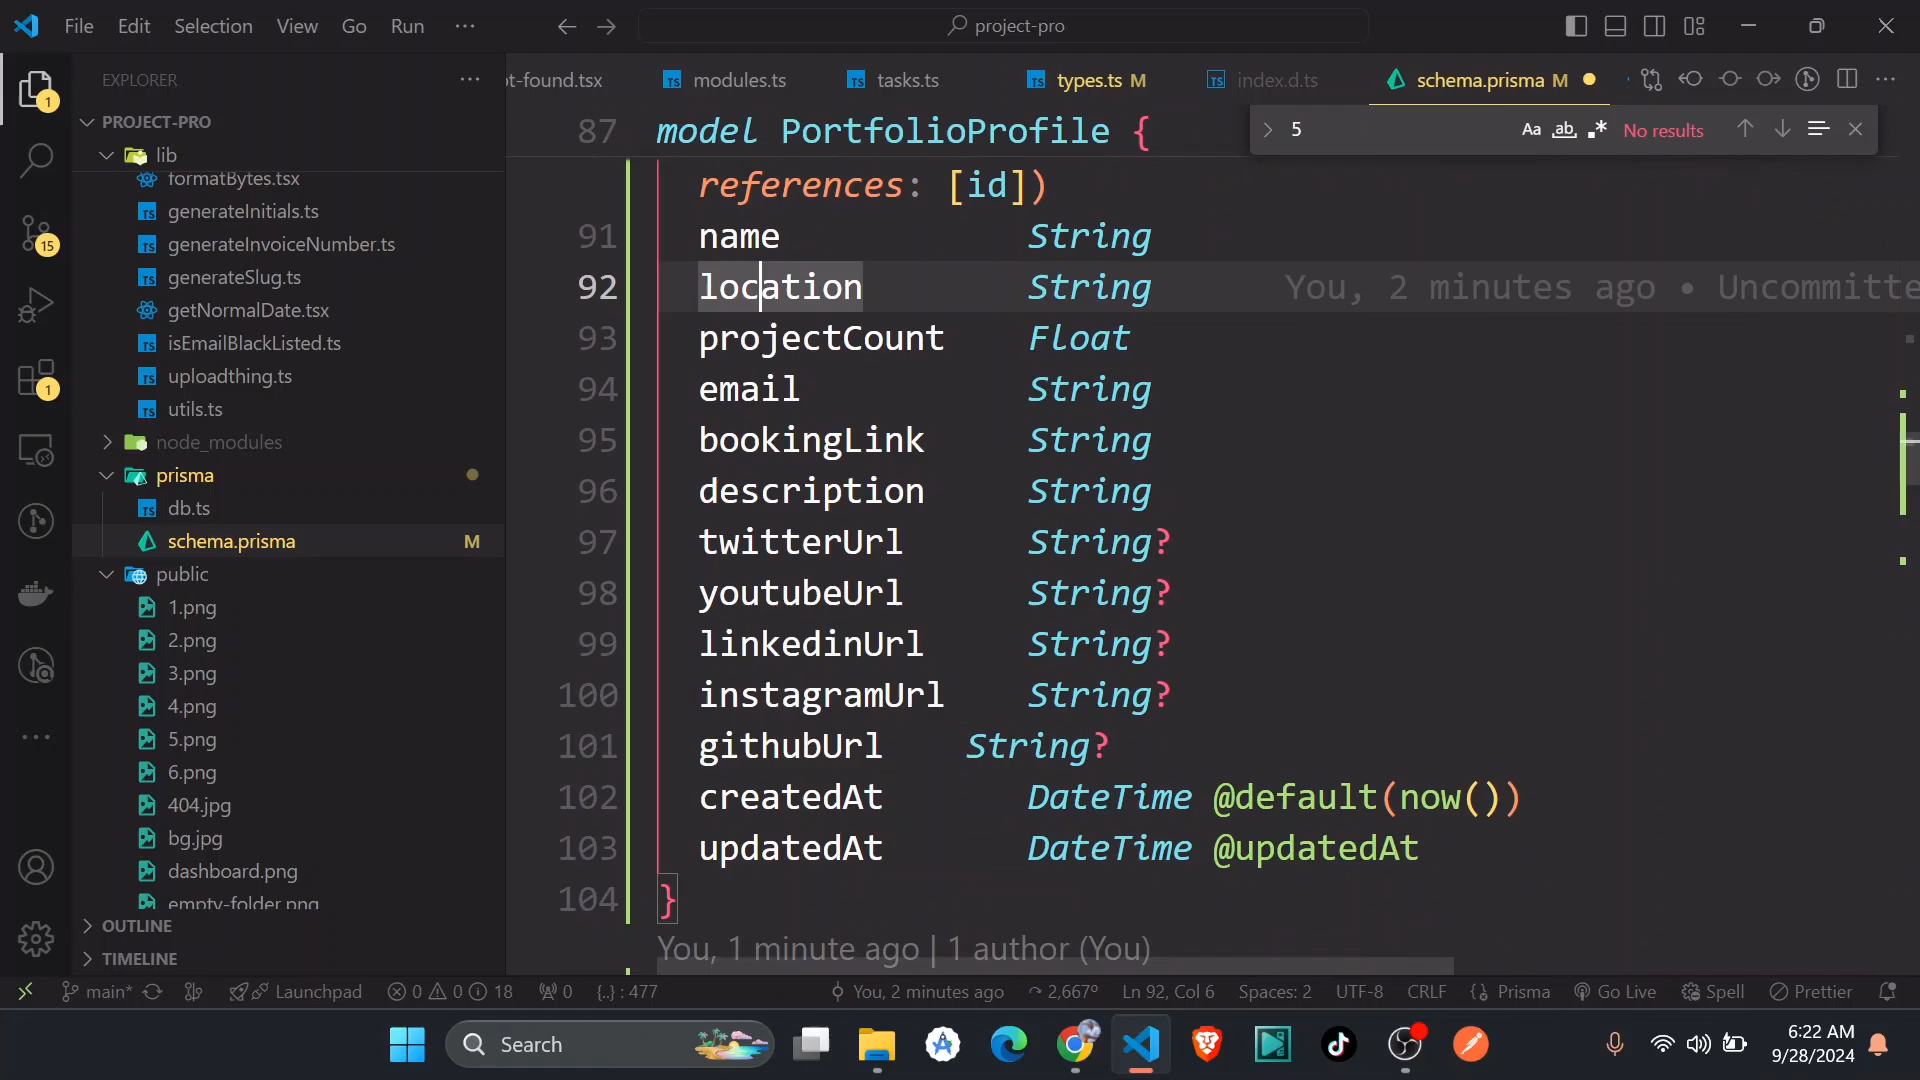 File Edit Selection View Go Run ···
project-pro
EXPLORER
ot-found.tsx modules.ts tasks.ts types.ts M index.d.ts schema.prisma M
5 Aa ab No results
PROJECT-PRO
lib
formatBytes.tsx
generateInitials.ts
generateInvoiceNumber.ts
generateSlug.ts
getNormalDate.tsx
isEmailBlackListed.ts
uploadthing.ts
utils.ts
node_modules
prisma
db.ts
schema.prisma M
public
1.png
2.png
3.png
4.png
5.png
6.png
404.jpg
bg.jpg
dashboard.png
empty-folder.png
OUTLINE
TIMELINE
1
15
1
87 model PortfolioProfile {
references: [id])
91 name String
92 location String You, 2 minutes ago • Uncommitte
93 projectCount Float
94 email String
95 bookingLink String
96 description String
97 twitterUrl String?
98 youtubeUrl String?
99 linkedinUrl String?
100 instagramUrl String?
101 githubUrl String?
102 createdAt DateTime @default(now())
103 updatedAt DateTime @updatedAt
104 }
You, 1 minute ago | 1 author (You)
main* Launchpad 0 0 18 0 {..} : 477 You, 2 minutes ago 2,667º Ln 92, Col 6 Spaces: 2 UTF-8 CRLF {} Prisma Go Live Spell Prettier
Search
6:22 AM
9/28/2024